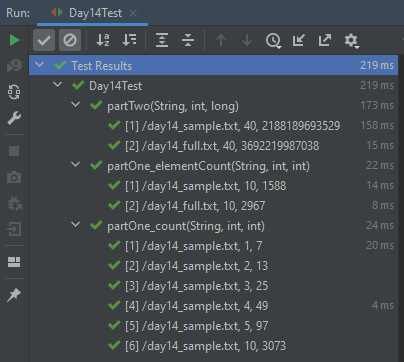 Run: Day14Test
Test Results 219 ms
Day14Test 219 ms
partTwo(String, int, long) 173 ms
[1] /day14_sample.txt, 40, 2188189693529 158 ms
[2] /day14_full.txt, 40, 3692219987038 15 ms
partOne_elementCount(String, int, int) 22 ms
[1] /day14_sample.txt, 10, 1588 14 ms
[2] /day14_full.txt, 10, 2967 8 ms
partOne_count(String, int, int) 24 ms
[1] /day14_sample.txt, 1, 7 20 ms
[2] /day14_sample.txt, 2, 13
[3] /day14_sample.txt, 3, 25
[4] /day14_sample.txt, 4, 49 4 ms
[5] /day14_sample.txt, 5, 97
[6] /day14_sample.txt, 10, 3073